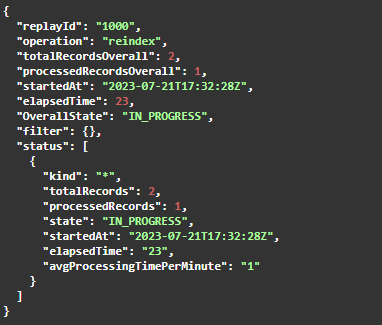 {
  "replayId": "1000",
  "operation": "reindex",
  "totalRecordsOverall": 2,
  "processedRecordsOverall": 1,
  "startedAt": "2023-07-21T17:32:28Z",
  "elapsedTime": 23,
  "OverallState": "IN_PROGRESS",
  "filter": {},
  "status": [
    {
      "kind": "*",
      "totalRecords": 2,
      "processedRecords": 1,
      "state": "IN_PROGRESS",
      "startedAt": "2023-07-21T17:32:28Z",
      "elapsedTime": "23",
      "avgProcessingTimePerMinute": "1"
    }
  ]
}